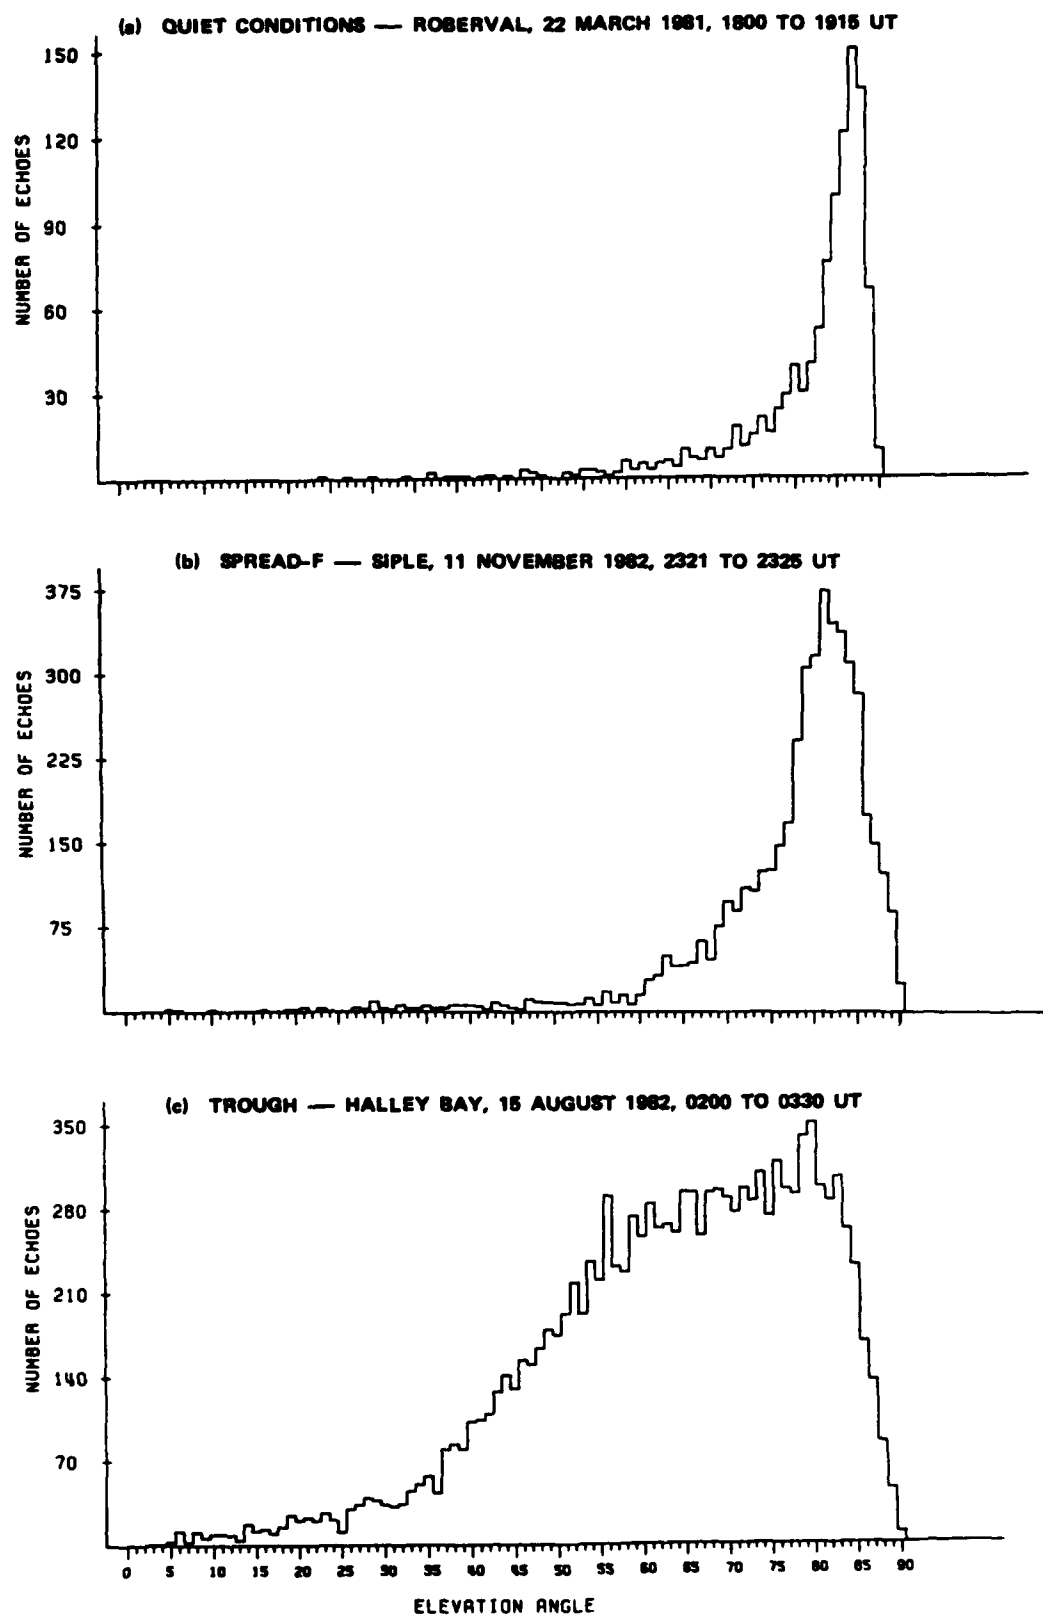 (a) QUIET CONDITIONS — ROBERVAL, 22 MARCH 1981, 1800 TO 1915 UT
150
120
90
60
30
NUMBER OF ECHOES
(b) SPREAD-F — SIPLE, 11 NOVEMBER 1982, 2321 TO 2325 UT
375
300
225
150
75
NUMBER OF ECHOES
(c) TROUGH — HALLEY BAY, 15 AUGUST 1982, 0200 TO 0330 UT
350
280
210
140
70
NUMBER OF ECHOES
0 5 10 15 20 25 30 35 40 45 50 55 60 65 70 75 80 85 90
ELEVATION ANGLE